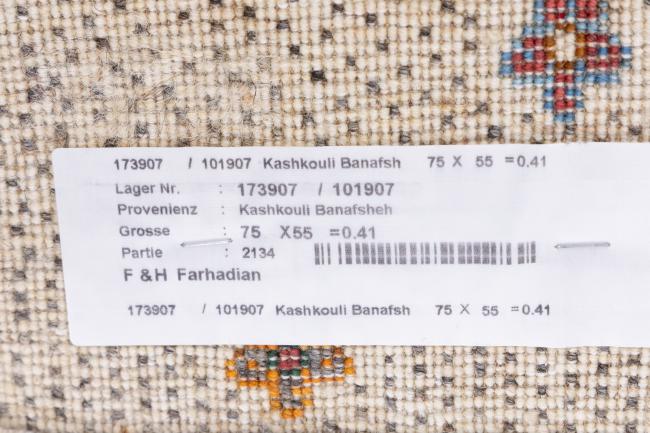 173907 / 101907 Kashkouli Banafsh 75 X 55 =0.41
Lager Nr. : 173907 / 101907
Provenienz : Kashkouli Banafsheh
Grosse : 75 X55 =0.41
Partie : 2134
F &H Farhadian
173907 / 101907 Kashkouli Banafsh 75 X 55 =0.41